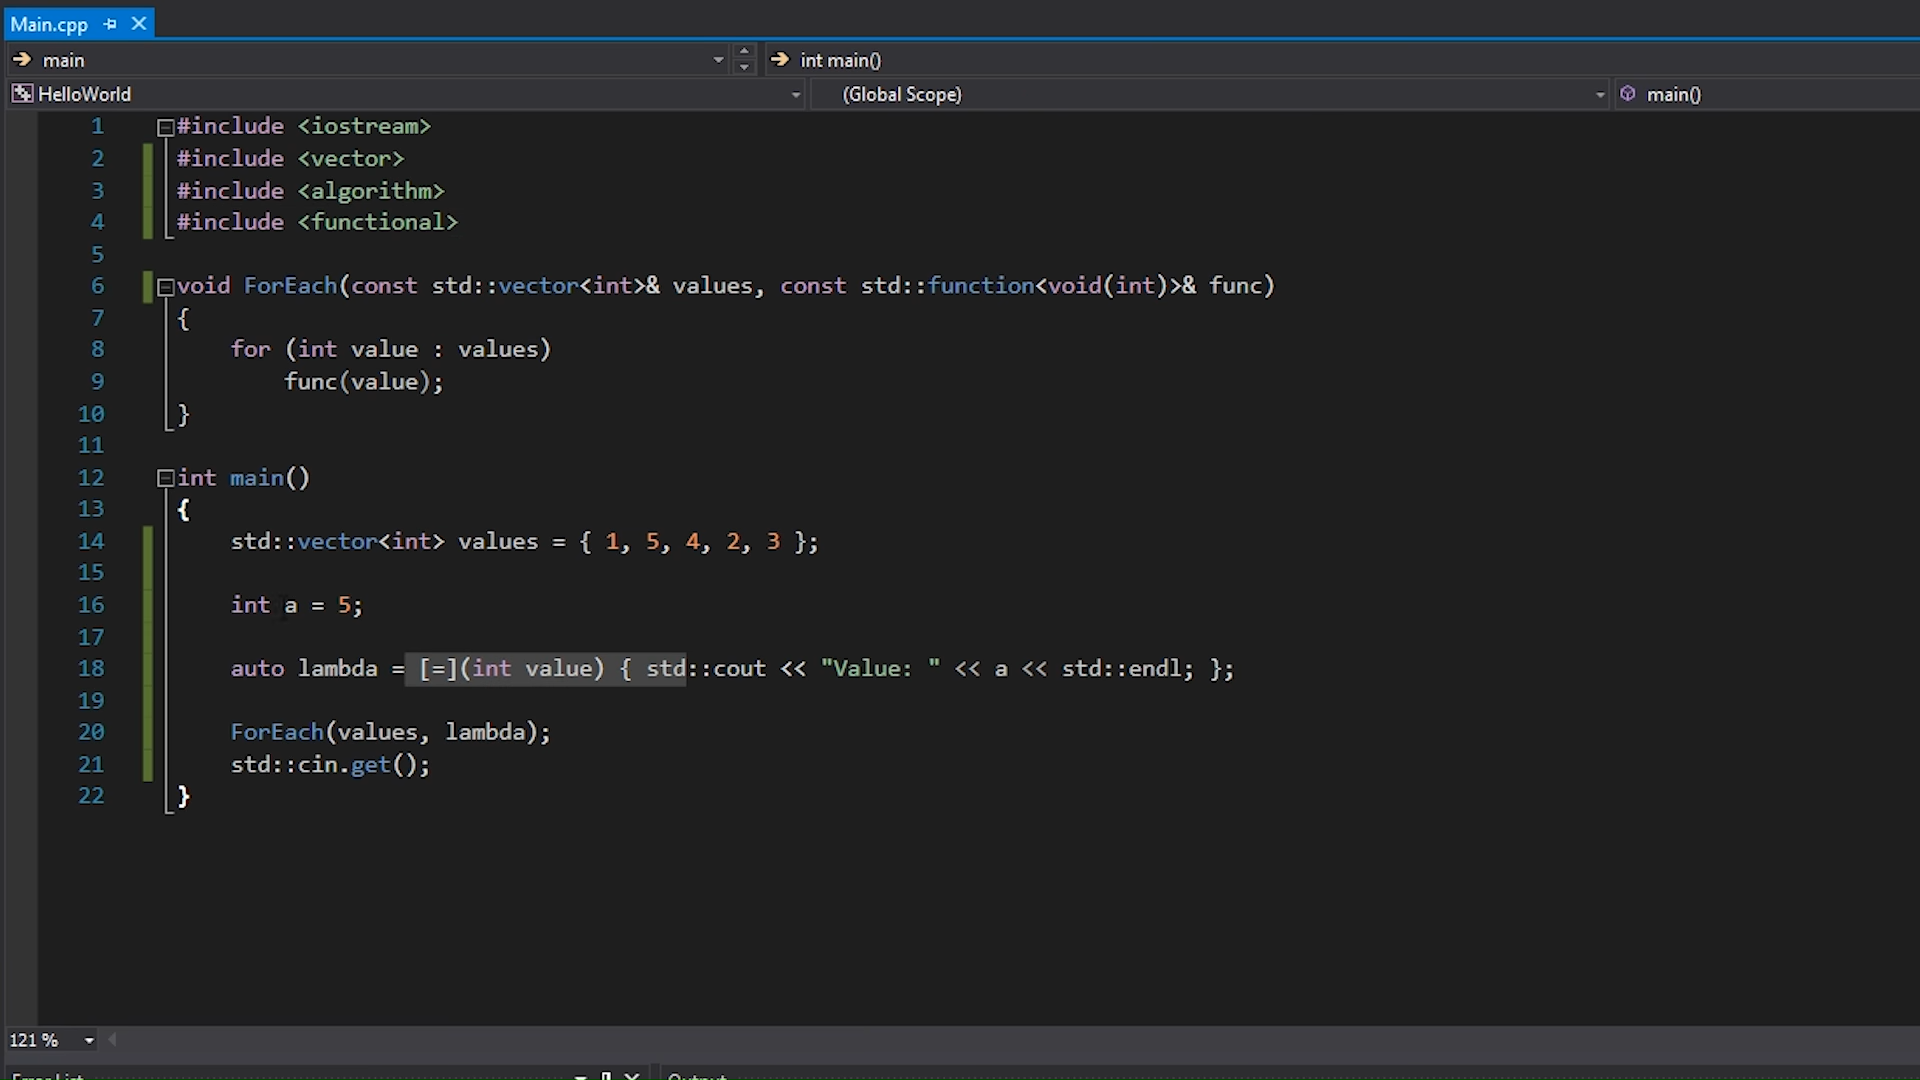 Main.cpp
main
int main()
HelloWorld
(Global Scope)
main()
1 #include <iostream>
2 #include <vector>
3 #include <algorithm>
4 #include <functional>
5
6 void ForEach(const std::vector<int>& values, const std::function<void(int)>& func)
7 {
8 for (int value : values)
9 func(value);
10 }
11
12 int main()
13 {
14 std::vector<int> values = { 1, 5, 4, 2, 3 };
15
16 int a = 5;
17
18 auto lambda = [=](int value) { std::cout << "Value: " << a << std::endl; };
19
20 ForEach(values, lambda);
21 std::cin.get();
22 }
121 %
Error List
Output